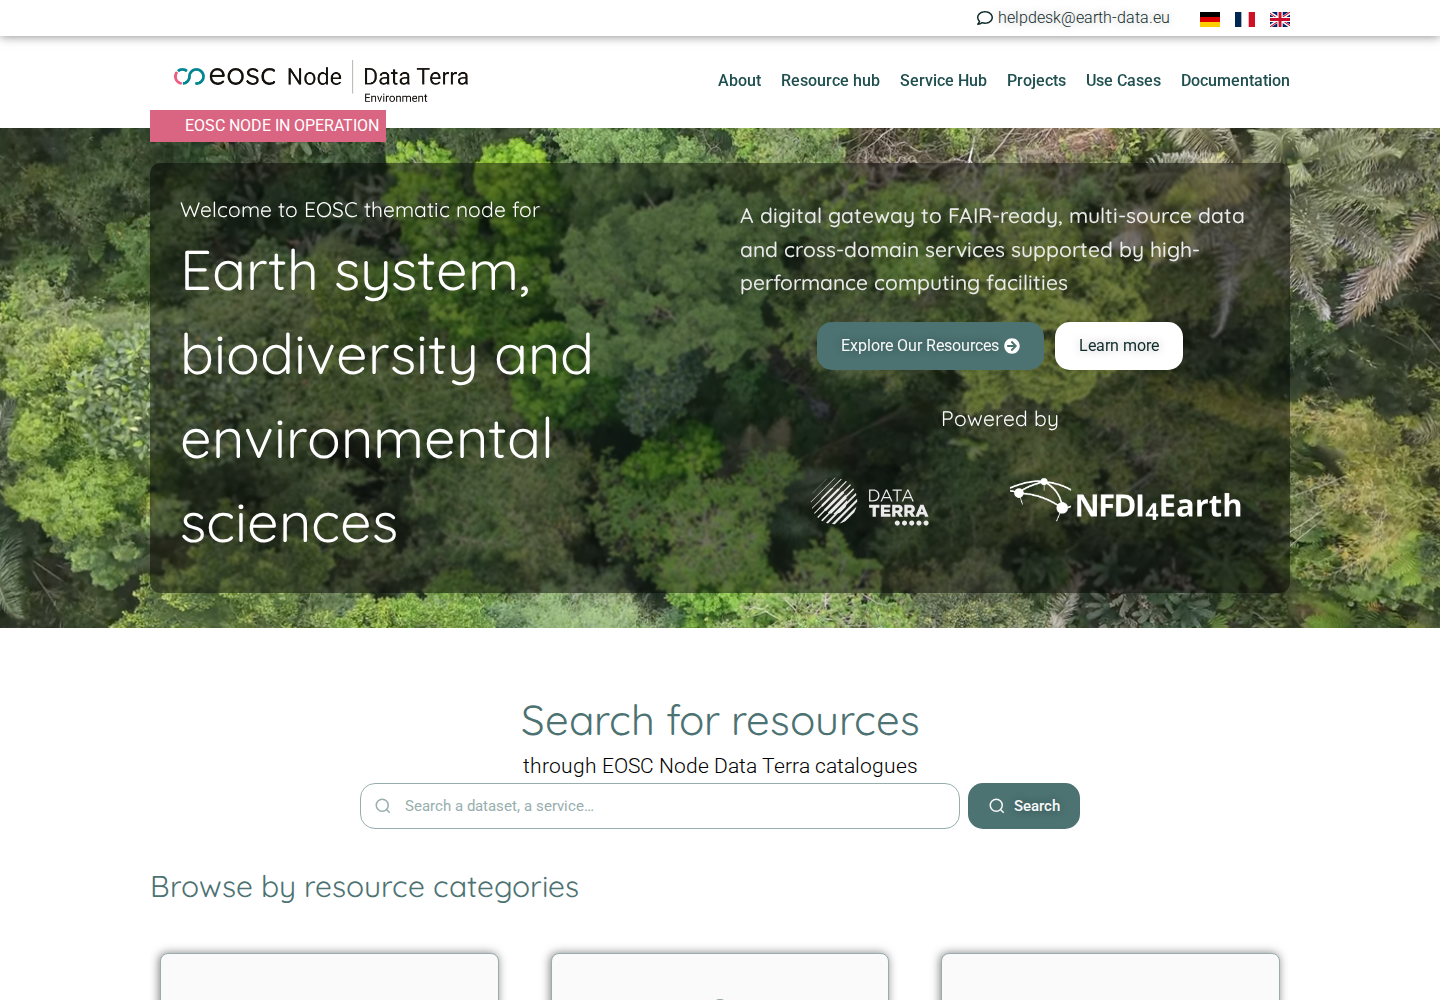 helpdesk@earth-data.eu
eosc Node | Data Terra
Environment
About Resource hub Service Hub Projects Use Cases Documentation
EOSC NODE IN OPERATION
Welcome to EOSC thematic node for
Earth system,
biodiversity and
environmental
sciences
A digital gateway to FAIR-ready, multi-source data
and cross-domain services supported by high-
performance computing facilities
Explore Our Resources
Learn more
Powered by
DATA
TERRA
NFDI4Earth
Search for resources
through EOSC Node Data Terra catalogues
Search a dataset, a service...
Search
Browse by resource categories